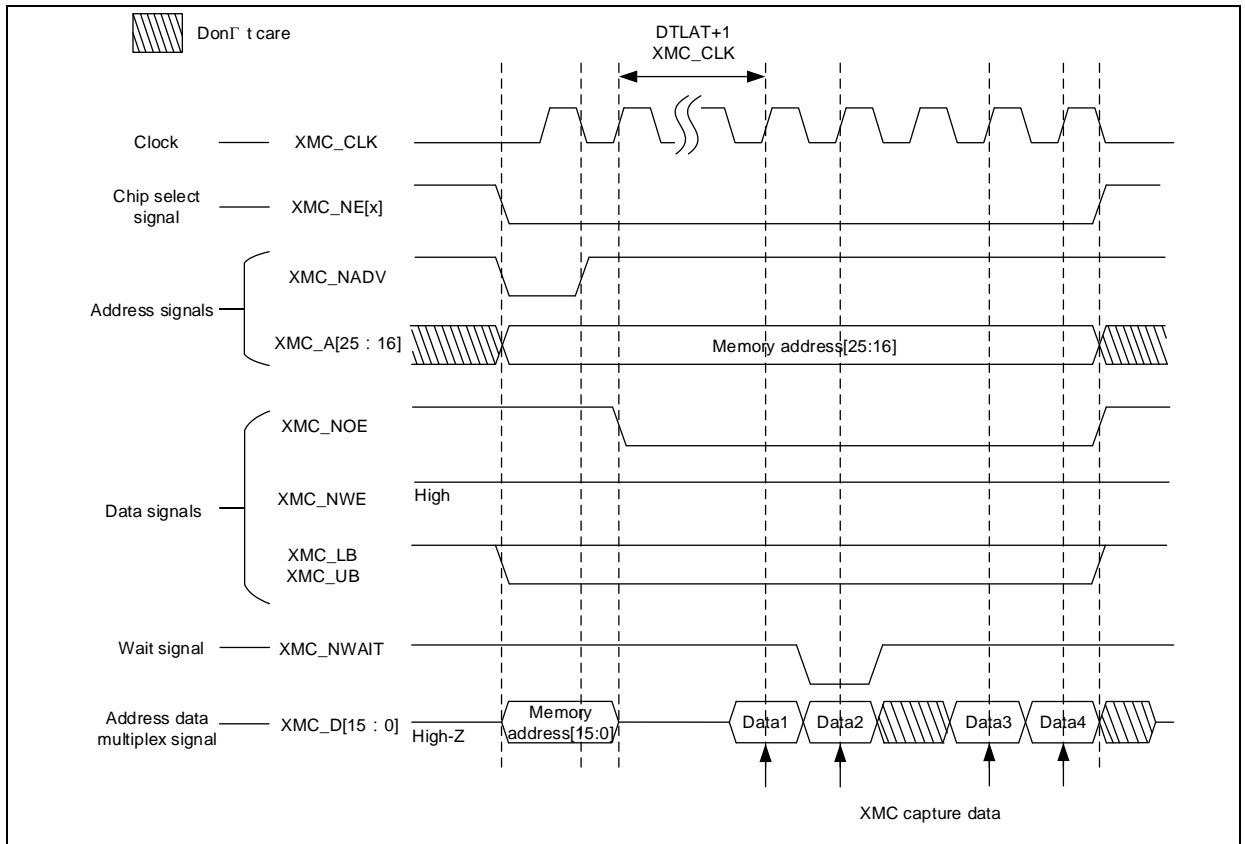 DonΓ t care
DTLAT+1
XMC_CLK
Clock
XMC_CLK
Chip select
signal
XMC_NE[x]
Address signals
XMC_NADV
XMC_A[25 : 16]
Memory address[25:16]
Data signals
XMC_NOE
XMC_NWE
High
XMC_LB
XMC_UB
Wait signal
XMC_NWAIT
Address data
multiplex signal
XMC_D[15 : 0]
High-Z
Memory
address[15:0]
Data1
Data2
Data3
Data4
XMC capture data